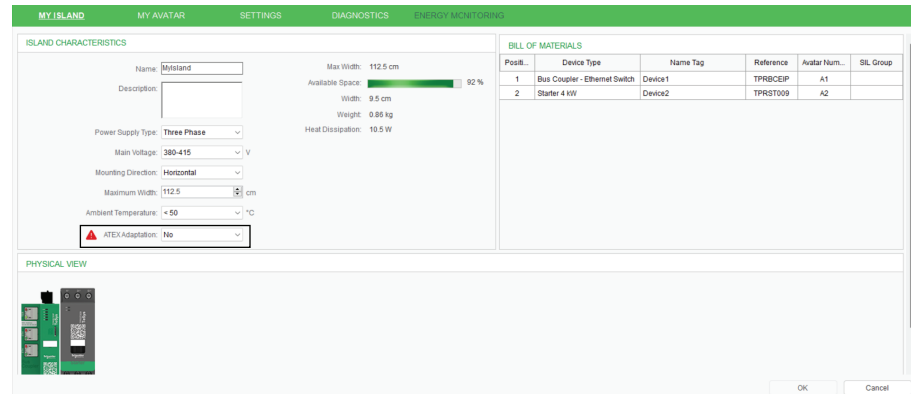 MY ISLAND MY AVATAR SETTINGS DIAGNOSTICS ENERGY MONITORING
ISLAND CHARACTERISTICS
Name: MyIsland
Description:
Power Supply Type: Three Phase
Main Voltage: 380-415 V
Mounting Direction: Horizontal
Maximum Width: 112.5 cm
Ambient Temperature: < 50 °C
ATEX Adaptation: No
Max Width: 112.5 cm
Available Space: 92 %
Width: 9.5 cm
Weight: 0.86 kg
Heat Dissipation: 10.5 W
BILL OF MATERIALS
Positi... Device Type Name Tag Reference Avatar Num... SIL Group
1 Bus Coupler - Ethernet Switch Device1 TPRBCEIP A1
2 Starter 4 kW Device2 TPRST009 A2
PHYSICAL VIEW
OK Cancel